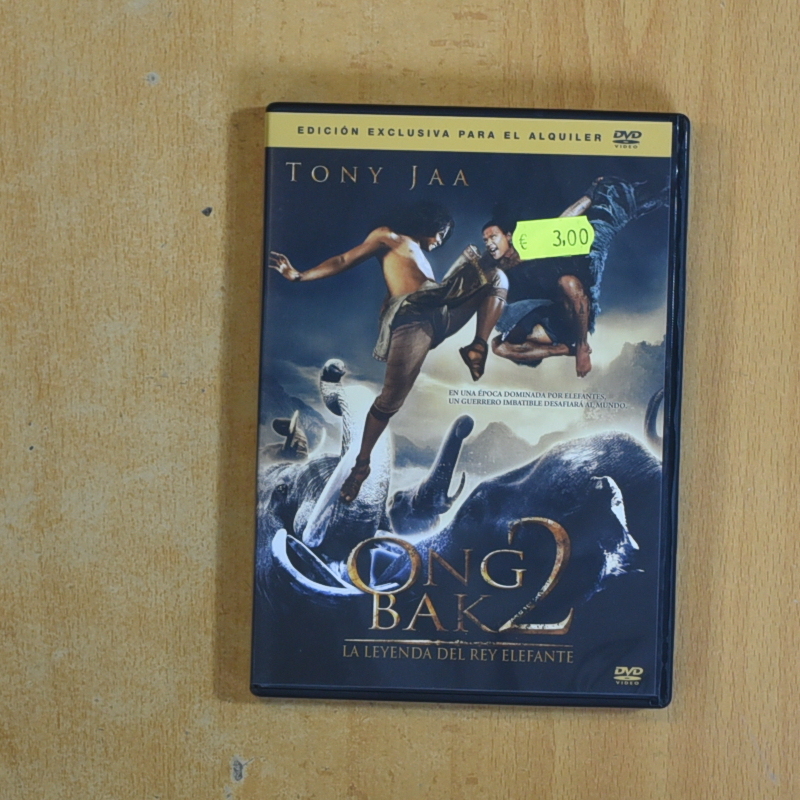 EDICIÓN EXCLUSIVA PARA EL ALQUILER DVD VIDEO
TONY JAA
€ 3,00
EN UNA ÉPOCA DOMINADA POR ELEFANTES,
UN GUERRERO IMBATIBLE DESAFIARÁ AL MUNDO.
ONG BAK 2
LA LEYENDA DEL REY ELEFANTE
DVD VIDEO